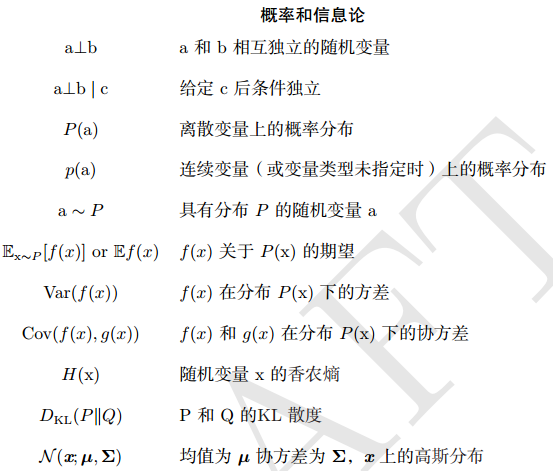 概率和信息论
a⊥b a 和 b 相互独立的随机变量
a⊥b | c 给定 c 后条件独立
P(a) 离散变量上的概率分布
p(a) 连续变量（或变量类型未指定时）上的概率分布
a ∼ P 具有分布 P 的随机变量 a
𝔼x∼P[f(x)] or 𝔼f(x) f(x) 关于 P(x) 的期望
Var(f(x)) f(x) 在分布 P(x) 下的方差
Cov(f(x), g(x)) f(x) 和 g(x) 在分布 P(x) 下的协方差
H(x) 随机变量 x 的香农熵
DKL(P‖Q) P 和 Q 的KL 散度
𝒩(x; μ, Σ) 均值为 μ 协方差为 Σ，x 上的高斯分布
AFT